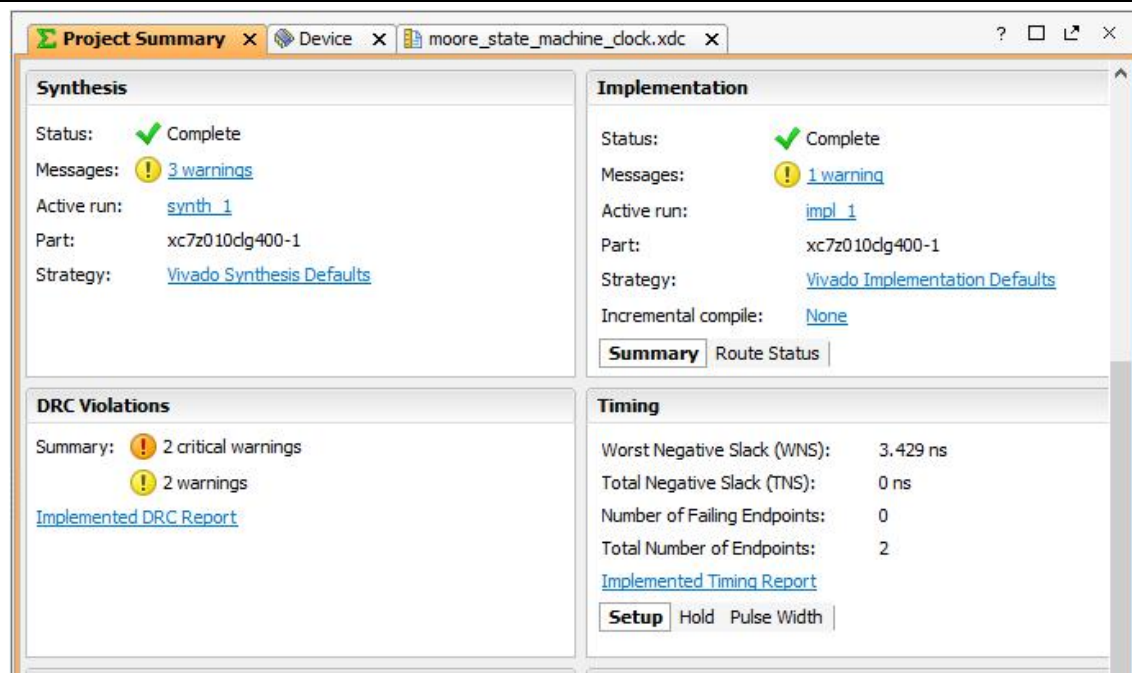 Project Summary Device moore_state_machine_clock.xdc ?
Synthesis
Status: Complete
Messages: 3 warnings
Active run: synth_1
Part: xc7z010clg400-1
Strategy: Vivado Synthesis Defaults
Implementation
Status: Complete
Messages: 1 warning
Active run: impl_1
Part: xc7z010clg400-1
Strategy: Vivado Implementation Defaults
Incremental compile: None
Summary Route Status
DRC Violations
Summary: 2 critical warnings
2 warnings
Implemented DRC Report
Timing
Worst Negative Slack (WNS): 3.429 ns
Total Negative Slack (TNS): 0 ns
Number of Failing Endpoints: 0
Total Number of Endpoints: 2
Implemented Timing Report
Setup Hold Pulse Width